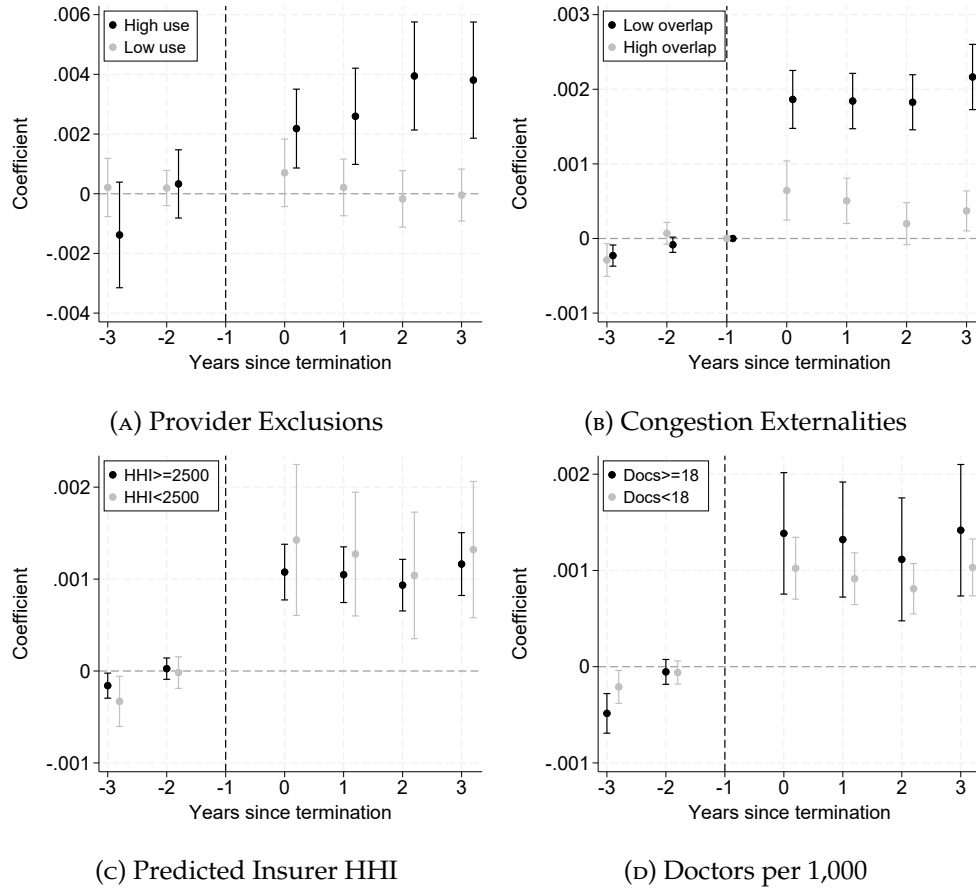 High use
Low use
.006
.004
.002
0
-.002
-.004
Coefficient
-3 -2 -1 0 1 2 3
Years since termination
(A) Provider Exclusions
Low overlap
High overlap
.003
.002
.001
0
-.001
Coefficient
-3 -2 -1 0 1 2 3
Years since termination
(B) Congestion Externalities
HHI>=2500
HHI<2500
.002
.001
0
-.001
Coefficient
-3 -2 -1 0 1 2 3
Years since termination
(C) Predicted Insurer HHI
Docs>=18
Docs<18
.002
.001
0
-.001
Coefficient
-3 -2 -1 0 1 2 3
Years since termination
(D) Doctors per 1,000